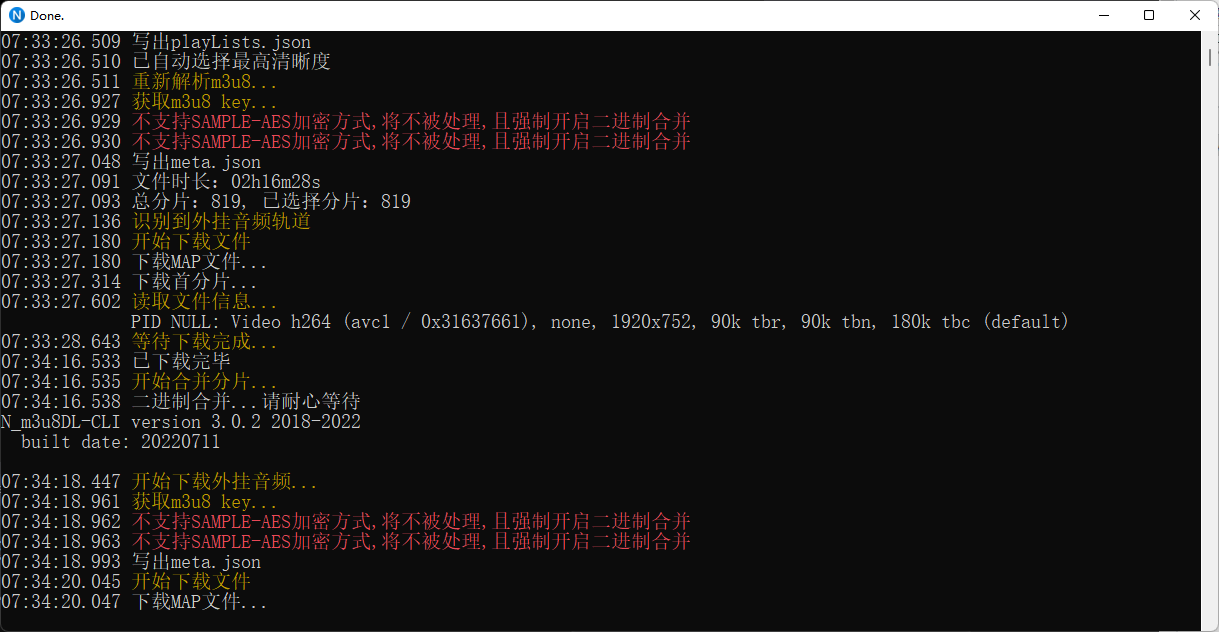 Done.
07:33:26.509 写出playLists.json
07:33:26.510 已自动选择最高清晰度
07:33:26.511 重新解析m3u8...
07:33:26.927 获取m3u8 key...
07:33:26.929 不支持SAMPLE-AES加密方式,将不被处理,且强制开启二进制合并
07:33:26.930 不支持SAMPLE-AES加密方式,将不被处理,且强制开启二进制合并
07:33:27.048 写出meta.json
07:33:27.091 文件时长：02h16m28s
07:33:27.093 总分片：819, 已选择分片：819
07:33:27.136 识别到外挂音频轨道
07:33:27.180 开始下载文件
07:33:27.180 下载MAP文件...
07:33:27.314 下载首分片...
07:33:27.602 读取文件信息...
PID NULL: Video h264 (avc1 / 0x31637661), none, 1920x752, 90k tbr, 90k tbn, 180k tbc (default)
07:33:28.643 等待下载完成...
07:34:16.533 已下载完毕
07:34:16.535 开始合并分片...
07:34:16.538 二进制合并...请耐心等待
N_m3u8DL-CLI version 3.0.2 2018-2022
built date: 20220711
07:34:18.447 开始下载外挂音频...
07:34:18.961 获取m3u8 key...
07:34:18.962 不支持SAMPLE-AES加密方式,将不被处理,且强制开启二进制合并
07:34:18.963 不支持SAMPLE-AES加密方式,将不被处理,且强制开启二进制合并
07:34:18.993 写出meta.json
07:34:20.045 开始下载文件
07:34:20.047 下载MAP文件...